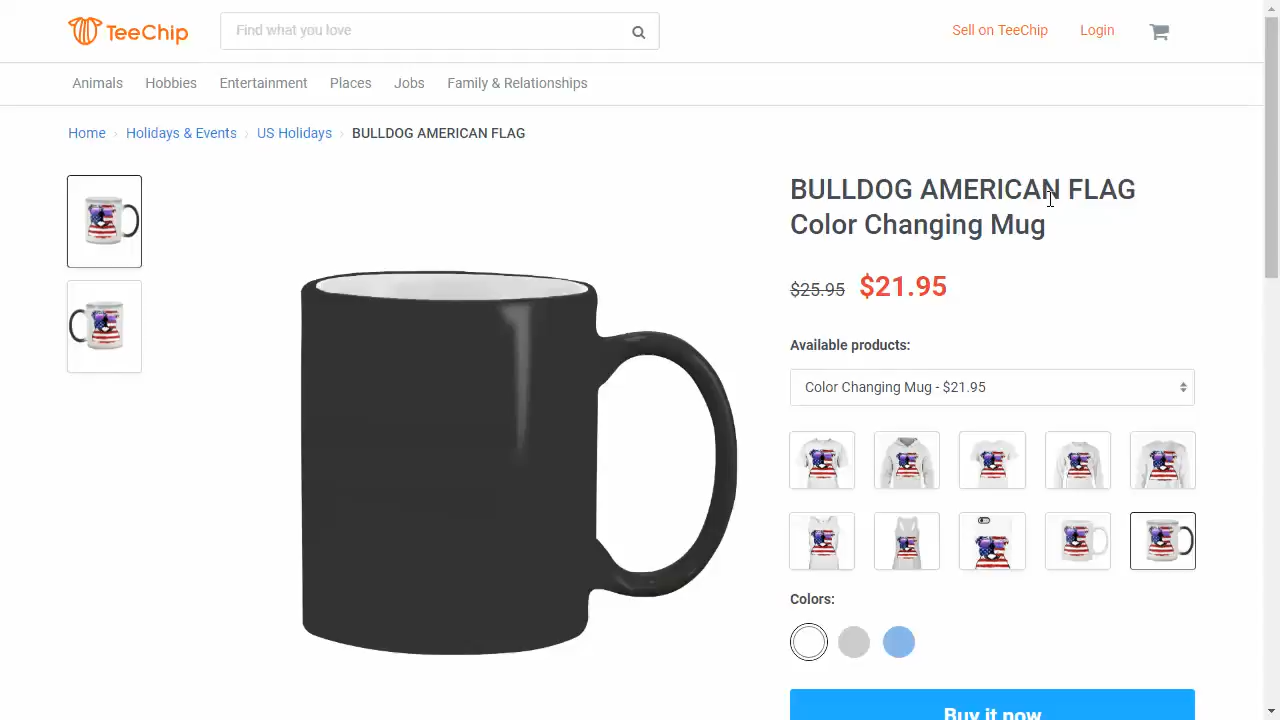 TeeChip
Find what you love
Sell on TeeChip
Login
Animals
Hobbies
Entertainment
Places
Jobs
Family & Relationships
Home › Holidays & Events › US Holidays › BULLDOG AMERICAN FLAG
BULLDOG AMERICAN FLAG
Color Changing Mug
$25.95 $21.95
Available products:
Color Changing Mug - $21.95
Colors:
Buy it now